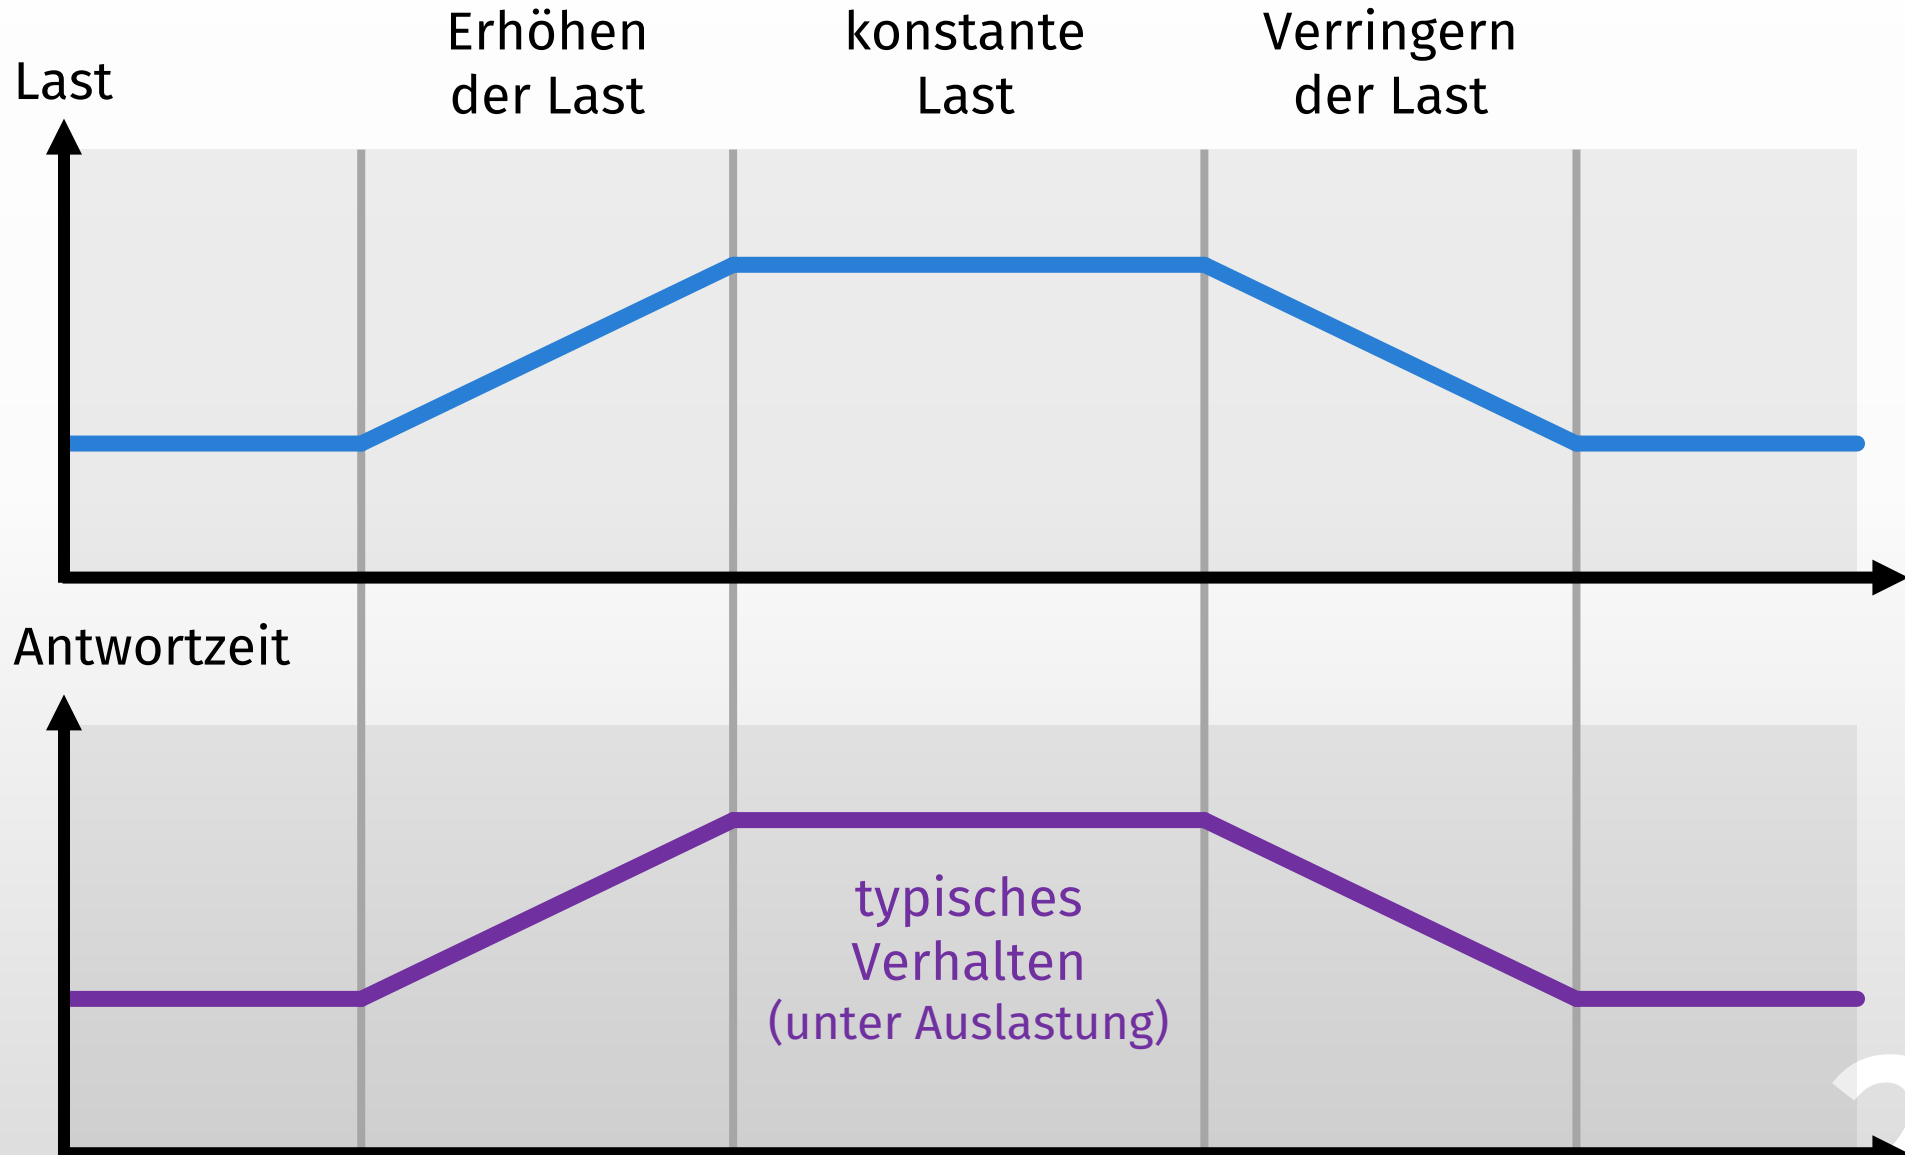 Last
Erhöhen
der Last
konstante
Last
Verringern
der Last
Antwortzeit
typisches
Verhalten
(unter Auslastung)